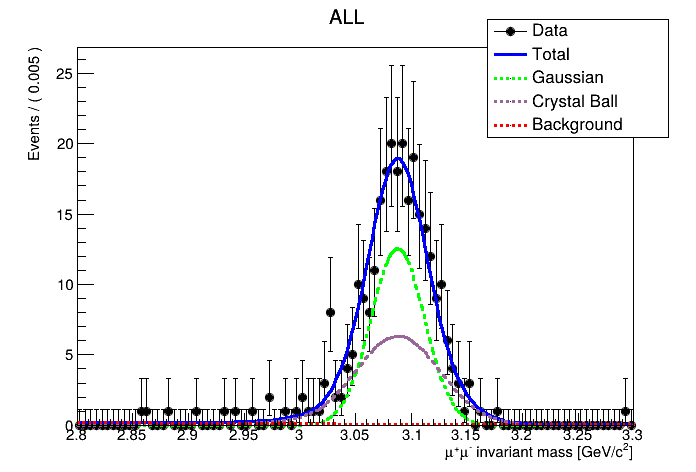 ALL
Data
Total
Gaussian
Crystal Ball
Background
Events / ( 0.005 )
25
20
15
10
5
0
2.8 2.85 2.9 2.95 3 3.05 3.1 3.15 3.2 3.25 3.3
μ⁺μ⁻ invariant mass [GeV/c²]